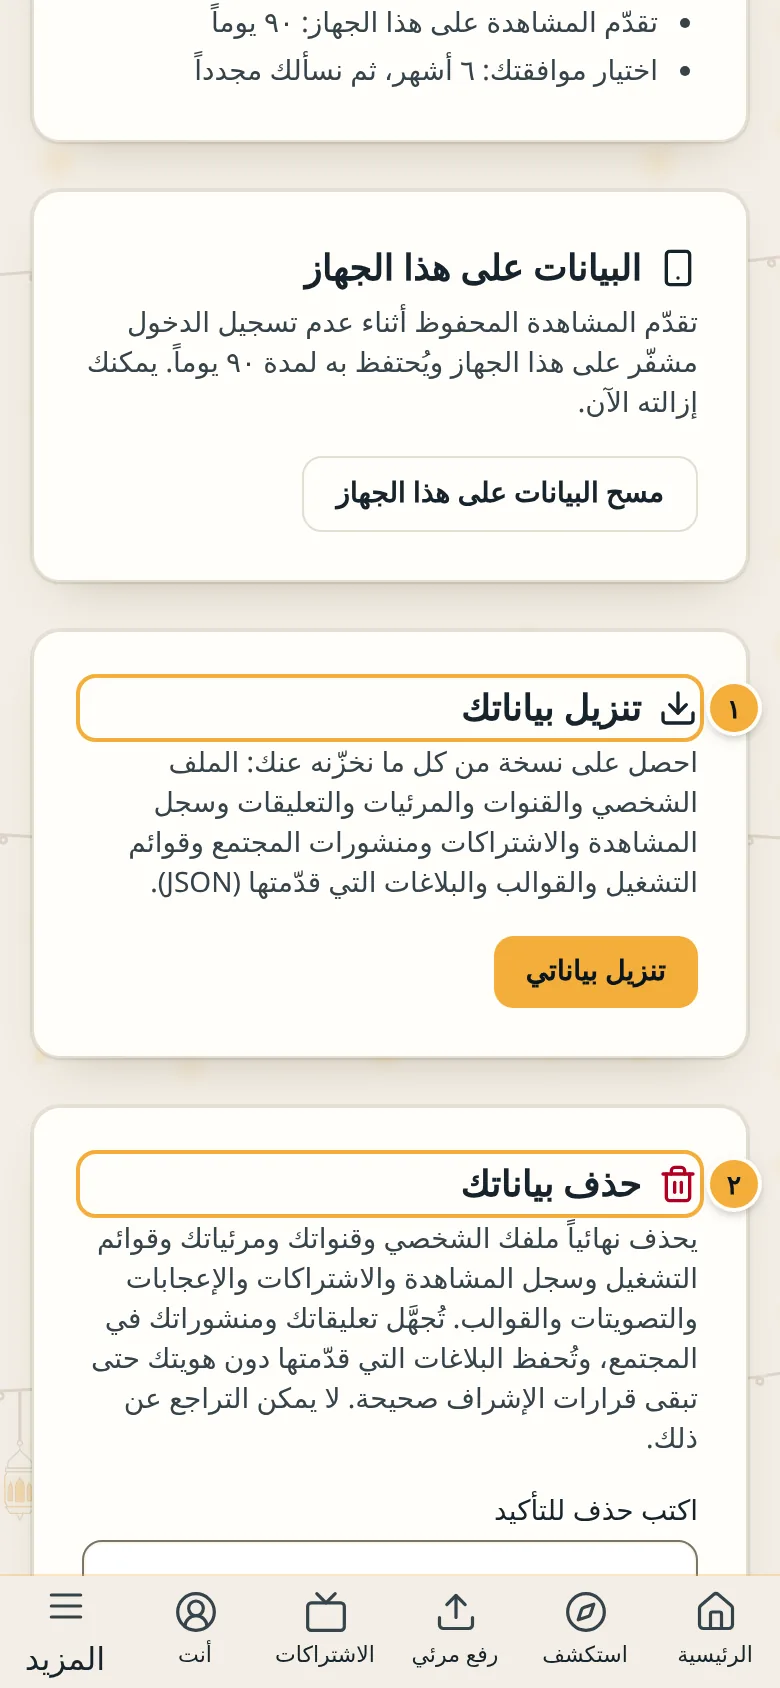 تقدّم المشاهدة على هذا الجهاز: ٩٠ يوماً
اختيار موافقتك: ٦ أشهر، ثم نسألك مجدداً
البيانات على هذا الجهاز
تقدّم المشاهدة المحفوظ أثناء عدم تسجيل الدخول
مشفّر على هذا الجهاز ويُحتفظ به لمدة ٩٠ يوماً. يمكنك
إزالته الآن.
مسح البيانات على هذا الجهاز
١
تنزيل بياناتك
احصل على نسخة من كل ما نخزّنه عنك: الملف
الشخصي والقنوات والمرئيات والتعليقات وسجل
المشاهدة والاشتراكات ومنشورات المجتمع وقوائم
التشغيل والقوالب والبلاغات التي قدّمتها (JSON).
تنزيل بياناتي
٢
حذف بياناتك
يحذف نهائياً ملفك الشخصي وقنواتك ومرئياتك وقوائم
التشغيل وسجل المشاهدة والاشتراكات والإعجابات
والتصويتات والقوالب. تُجهَّل تعليقاتك ومنشوراتك في
المجتمع، وتُحفظ البلاغات التي قدّمتها دون هويتك حتى
تبقى قرارات الإشراف صحيحة. لا يمكن التراجع عن
ذلك.
اكتب حذف للتأكيد
الرئيسية
استكشف
رفع مرئي
الاشتراكات
أنت
المزيد